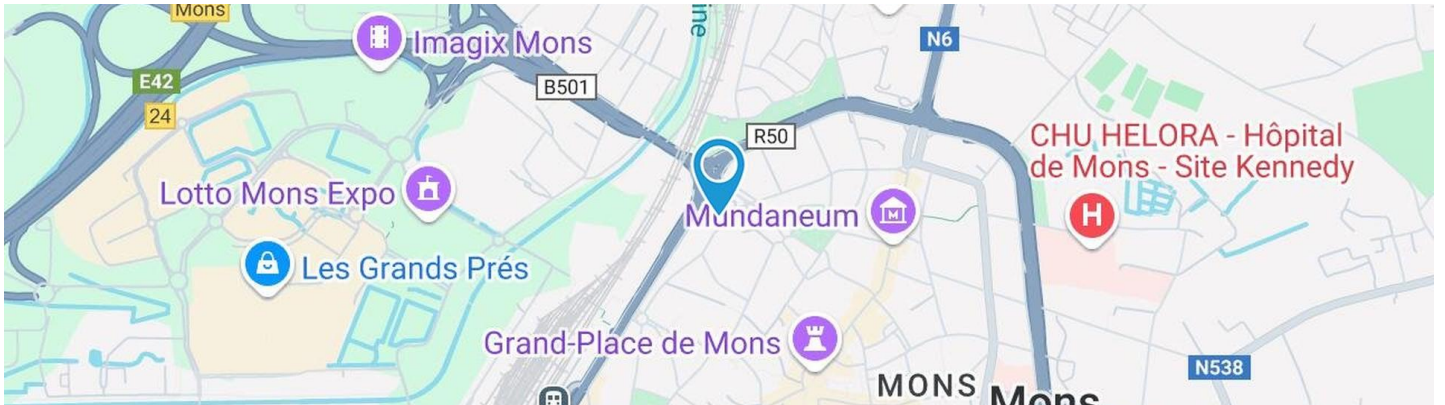 Mons
ine
N6
Imagix Mons
E42
B501
24
R50
CHU HELORA - Hôpital
de Mons - Site Kennedy
Lotto Mons Expo
Mundaneum
M
H
Les Grands Prés
Grand-Place de Mons
N538
MONS
Mons